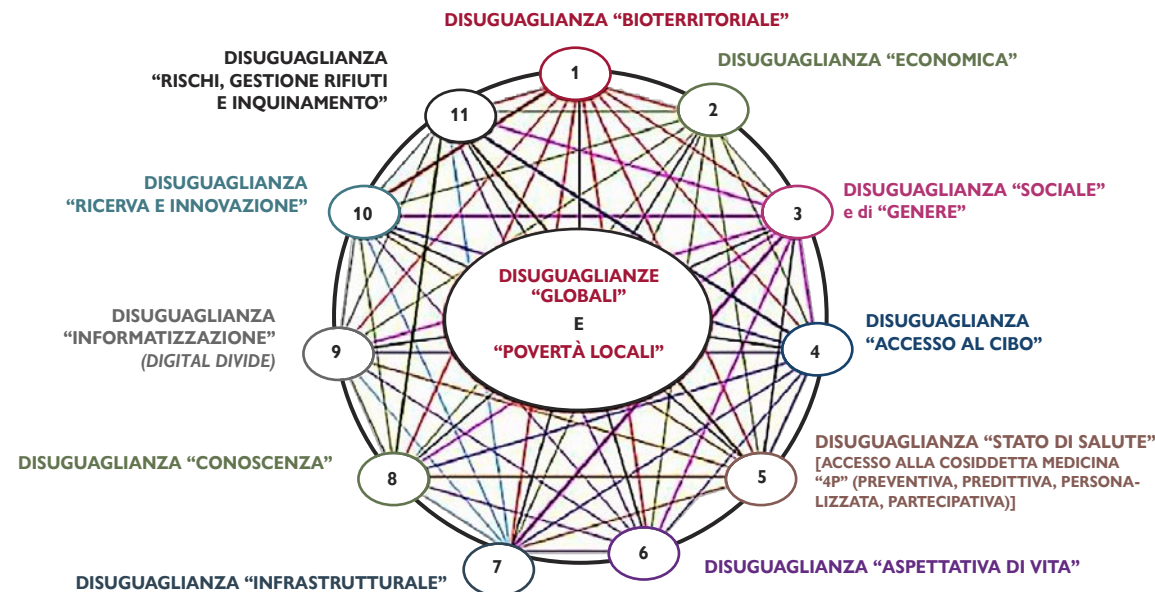 DISUGUAGLIANZA “BIOTERRITORIALE”
1
DISUGUAGLIANZA “ECONOMICA”
2
DISUGUAGLIANZA “SOCIALE”
e di “GENERE”
3
DISUGUAGLIANZA
“ACCESSO AL CIBO”
4
DISUGUAGLIANZA “STATO DI SALUTE”
[ACCESSO ALLA COSIDDETTA MEDICINA
“4P” (PREVENTIVA, PREDITTIVA, PERSONA-
LIZZATA, PARTECIPATIVA)]
5
DISUGUAGLIANZA “ASPETTATIVA DI VITA”
6
DISUGUAGLIANZA “INFRASTRUTTURALE”
7
DISUGUAGLIANZA “CONOSCENZA”
8
DISUGUAGLIANZA
“INFORMATIZZAZIONE”
(DIGITAL DIVIDE)
9
DISUGUAGLIANZA
“RICERVA E INNOVAZIONE”
10
DISUGUAGLIANZA
“RISCHI, GESTIONE RIFIUTI
E INQUINAMENTO”
11
DISUGUAGLIANZE
“GLOBALI”
E
“POVERTÀ LOCALI”